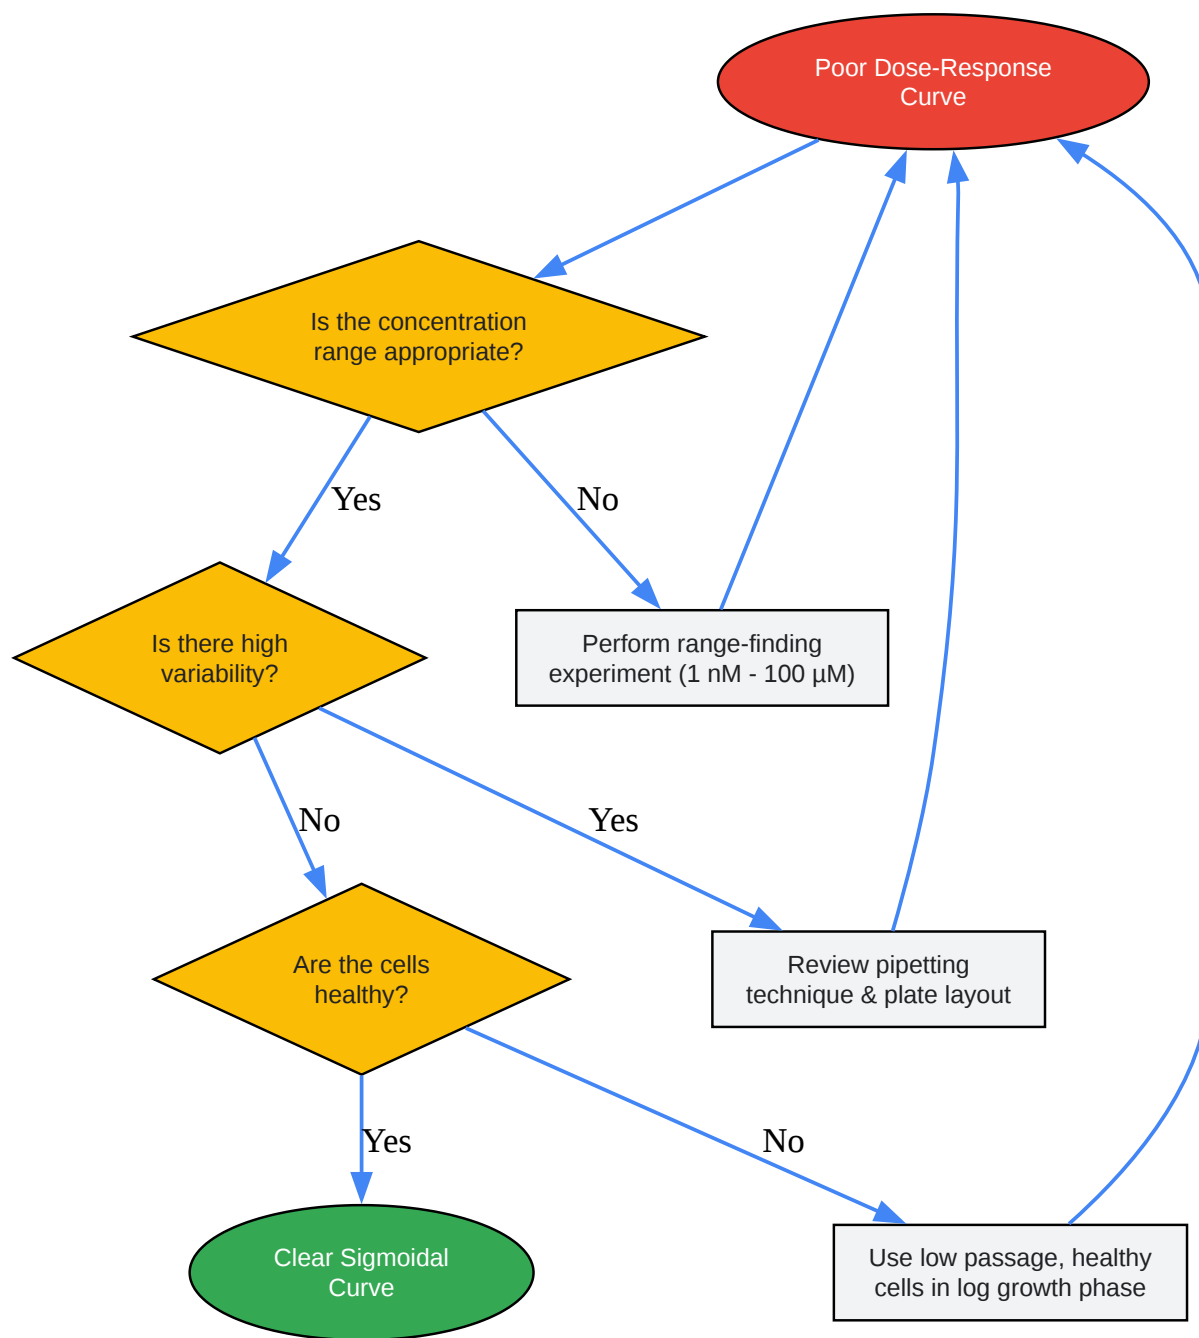 Poor Dose-Response
Curve
Is the concentration
range appropriate?
Yes
No
Is there high
variability?
Perform range-finding
experiment (1 nM - 100 µM)
No
Yes
Are the cells
healthy?
Review pipetting
technique & plate layout
Yes
No
Clear Sigmoidal
Curve
Use low passage, healthy
cells in log growth phase